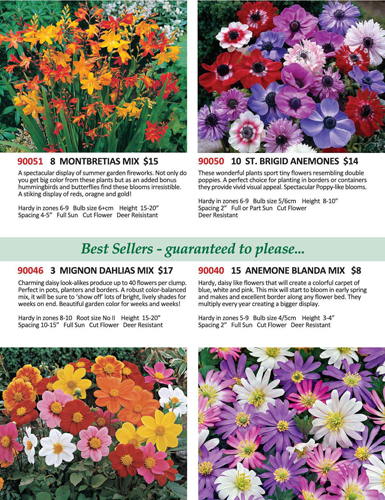 90051 8 MONTBRETIAS MIX $15
A spectacular display of summer garden fireworks. Not only do
you get big color from these plants but as an added bonus
hummingbirds and butterflies find these blooms irresistible.
A stiking display of reds, oragne and gold!
Hardy in zones 6-9 Bulb size 6+cm Height 15-20"
Spacing 4-5" Full Sun Cut Flower Deer Reisistant
90050 10 ST. BRIGID ANEMONES $14
These wonderful plants sport tiny flowers resembling double
poppies. A perfect choice for planting in borders or containers
they provide vivid visual appeal. Spectacular Poppy-like blooms.
Hardy in zones 6-9 Bulb size 5/6cm Height 8-10"
Spacing 2" Full or Part Sun Cut Flower
Deer Resistant
Best Sellers - guaranteed to please...
90046 3 MIGNON DAHLIAS MIX $17
Charming daisy look-alikes produce up to 40 flowers per clump.
Perfect in pots, planters and borders. A robust color-balanced
mix, it will be sure to 'show off' lots of bright, lively shades for
weeks on end. Beautiful garden color for weeks and weeks!
Hardy in zones 8-10 Root size No II Height 15-20"
Spacing 10-15" Full Sun Cut Flower Deer Resistant
90040 15 ANEMONE BLANDA MIX $8
Hardy, daisy like flowers that will create a colorful carpet of
blue, white and pink. This mix will start to bloom in early spring
and makes and excellent border along any flower bed. They
multiply every year creating a bigger display.
Hardy in zones 5-9 Bulb size 4/5cm Height 3-4"
Spacing 2" Full Sun Cut Flower Deer Resistant